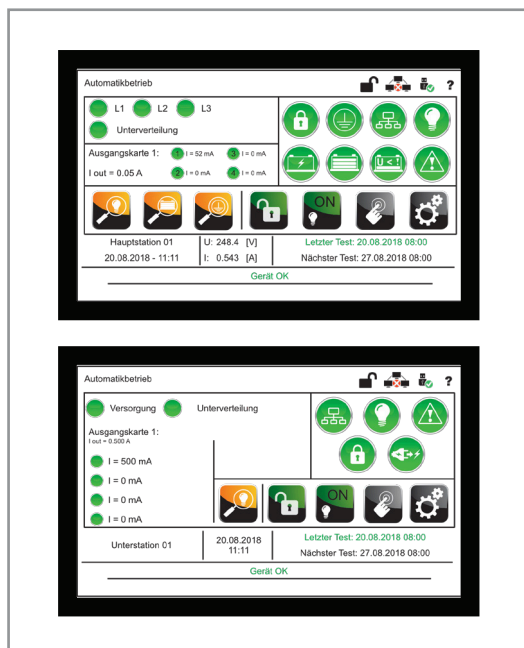 Automatikbetrieb ?
L1 L2 L3
Unterverteilung
Ausgangskarte 1: 1 I = 52 mA 3 I = 0 mA
I out = 0.05 A 2 I = 0 mA 4 I = 0 mA
U < !
ON
Hauptstation 01 U: 248.4 [V] Letzter Test: 20.08.2018 08:00
20.08.2018 - 11:11 I: 0.543 [A] Nächster Test: 27.08.2018 08:00
Gerät OK
Automatikbetrieb ?
Versorgung Unterverteilung
Ausgangskarte 1:
I out = 0.500 A
I = 500 mA
I = 0 mA
I = 0 mA
I = 0 mA
ON
Unterstation 01 20.08.2018 Letzter Test: 20.08.2018 08:00
11:11 Nächster Test: 27.08.2018 08:00
Gerät OK